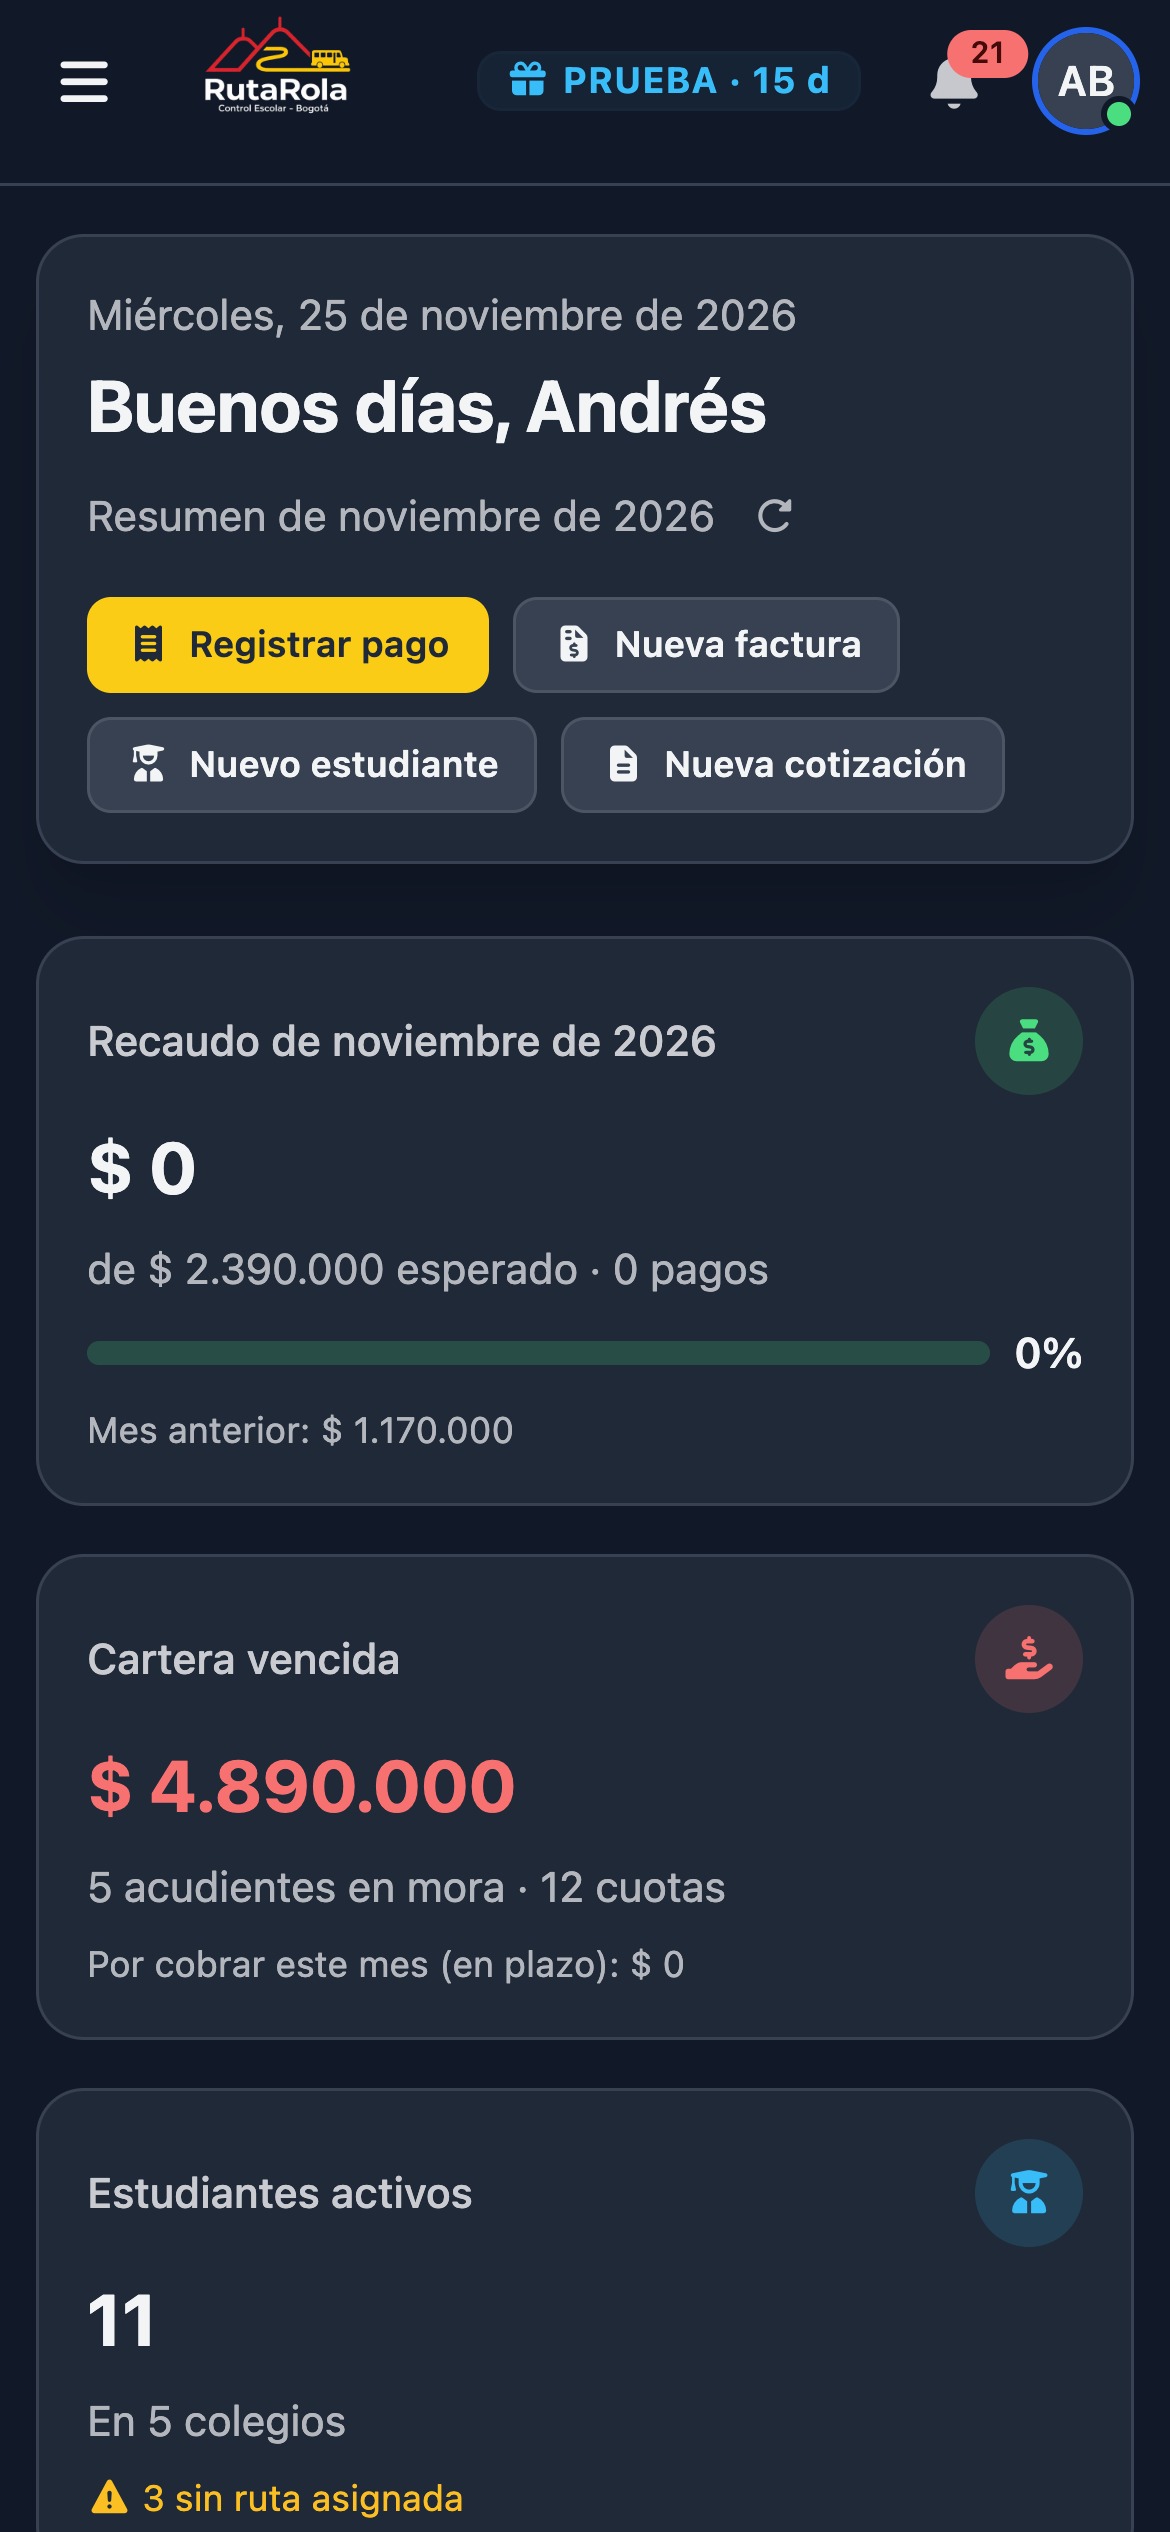 RutaRola
Control Escolar - Bogotá
PRUEBA · 15 d
21
AB
Miércoles, 25 de noviembre de 2026
Buenos días, Andrés
Resumen de noviembre de 2026
Registrar pago
Nueva factura
Nuevo estudiante
Nueva cotización
Recaudo de noviembre de 2026
$ 0
de $ 2.390.000 esperado · 0 pagos
0%
Mes anterior: $ 1.170.000
Cartera vencida
$ 4.890.000
5 acudientes en mora · 12 cuotas
Por cobrar este mes (en plazo): $ 0
Estudiantes activos
11
En 5 colegios
3 sin ruta asignada